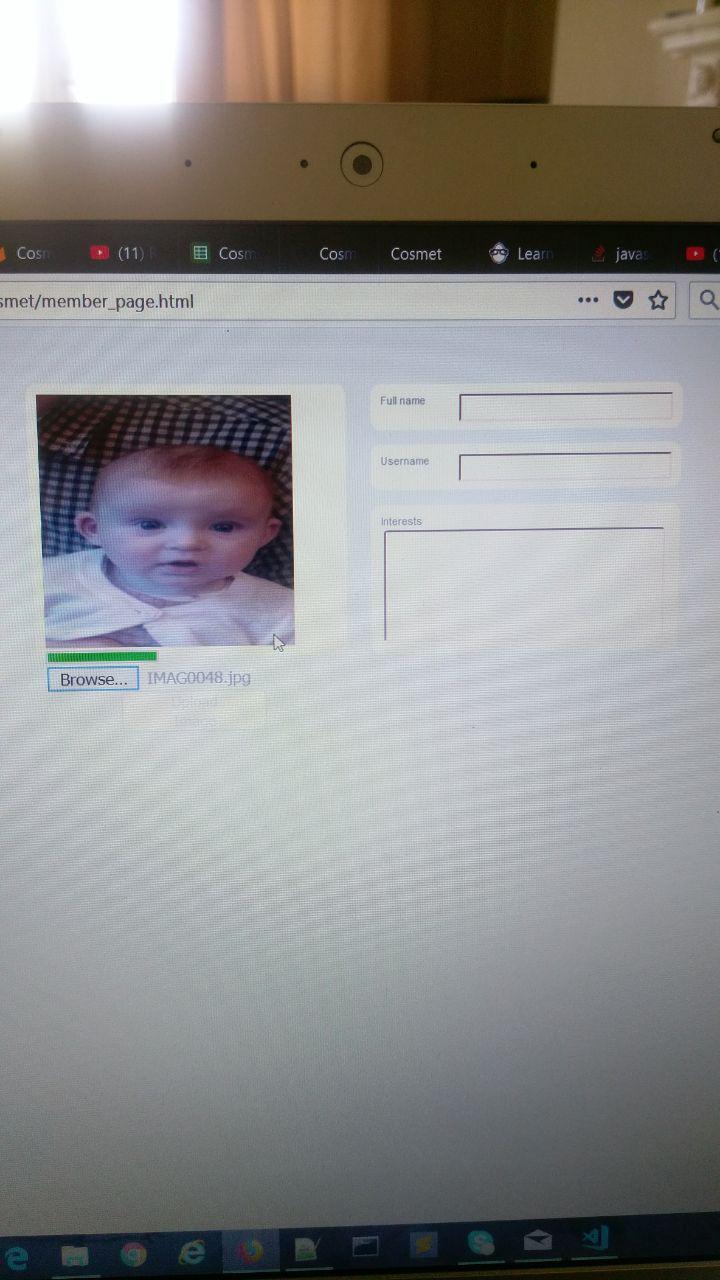 Cosm (11) Cosm Cosm Cosmet Learn javas
smet/member_page.html
Full name
Username
Interests
Browse... IMAG0048.jpg
Upload
Image